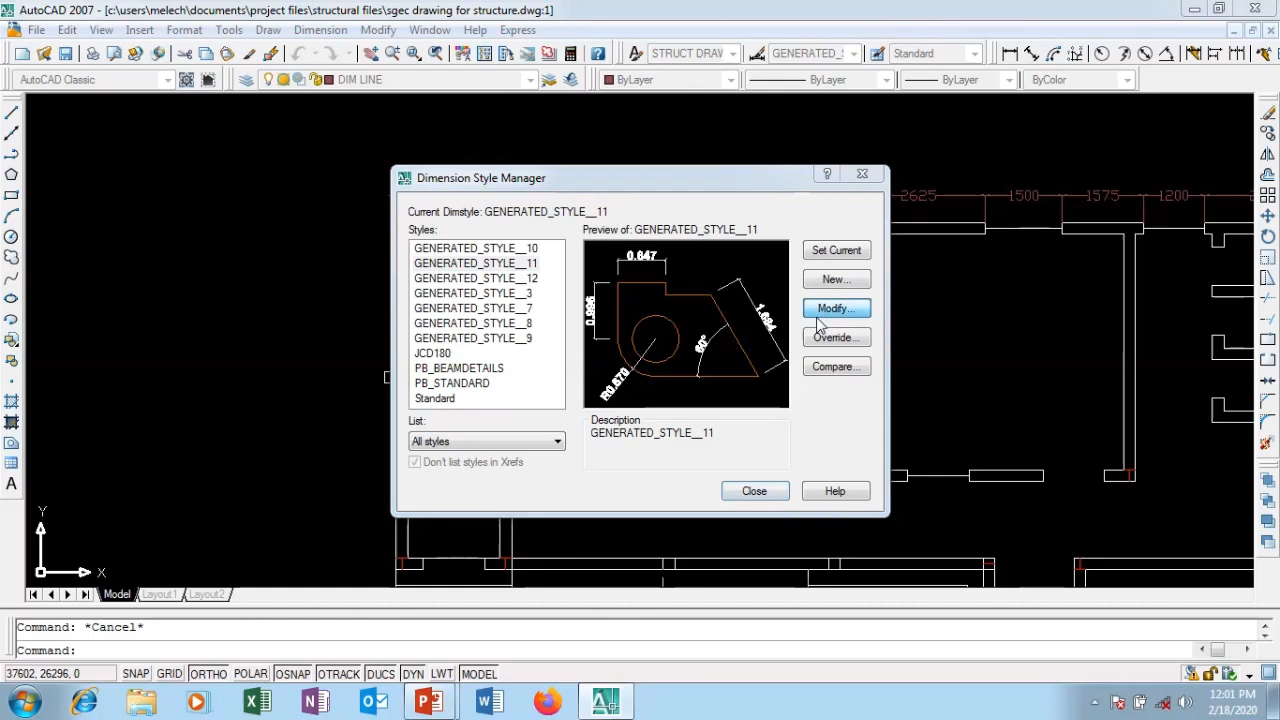 AutoCAD 2007 - [c:\users\melech\documents\project files\structural files\sgec drawing for structure.dwg:1]
File Edit View Insert Format Tools Draw Dimension Modify Window Help Express
STRUCT DRAW GENERATED_S Standard
AutoCAD Classic DIM LINE ByLayer ByLayer ByLayer ByColor
Dimension Style Manager
2625 1500 1575 1200
Current Dimstyle: GENERATED_STYLE__11
Styles: Preview of: GENERATED_STYLE__11
GENERATED_STYLE__10
GENERATED_STYLE__11
GENERATED_STYLE__12
GENERATED_STYLE__3
GENERATED_STYLE__7
GENERATED_STYLE__8
GENERATED_STYLE__9
JCD180
PB_BEAMDETAILS
PB_STANDARD
Standard
0.647
60°
R0.670
Set Current
New...
Modify...
Override...
Compare...
List:
All styles
Don't list styles in Xrefs
Description
GENERATED_STYLE__11
Close Help
Y
X
Model Layout1 Layout2
Command: *Cancel*
Command:
37602, 26296, 0 SNAP GRID ORTHO POLAR OSNAP OTRACK DUCS DYN LWT MODEL
12:01 PM
2/18/2020